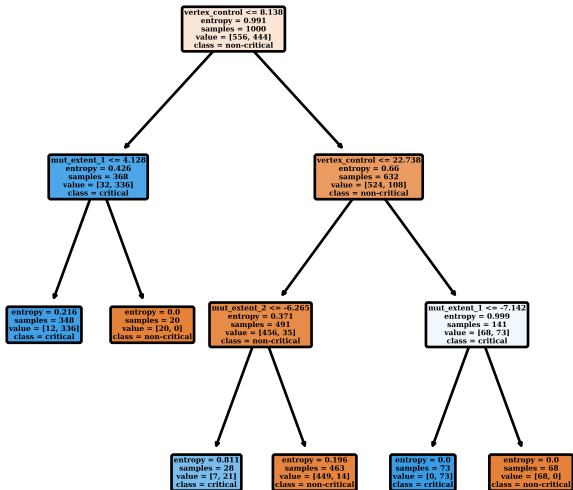 vertex_control <= 8.138
entropy = 0.991
samples = 1000
value = [556, 444]
class = non-critical
mut_extent_1 <= 4.128
entropy = 0.426
samples = 368
value = [32, 336]
class = critical
vertex_control <= 22.738
entropy = 0.66
samples = 632
value = [524, 108]
class = non-critical
entropy = 0.216
samples = 348
value = [12, 336]
class = critical
entropy = 0.0
samples = 20
value = [20, 0]
class = non-critical
mut_extent_2 <= -6.265
entropy = 0.371
samples = 491
value = [456, 35]
class = non-critical
mut_extent_1 <= -7.142
entropy = 0.999
samples = 141
value = [68, 73]
class = critical
entropy = 0.811
samples = 28
value = [7, 21]
class = critical
entropy = 0.196
samples = 463
value = [449, 14]
class = non-critical
entropy = 0.0
samples = 73
value = [0, 73]
class = critical
entropy = 0.0
samples = 68
value = [68, 0]
class = non-critical